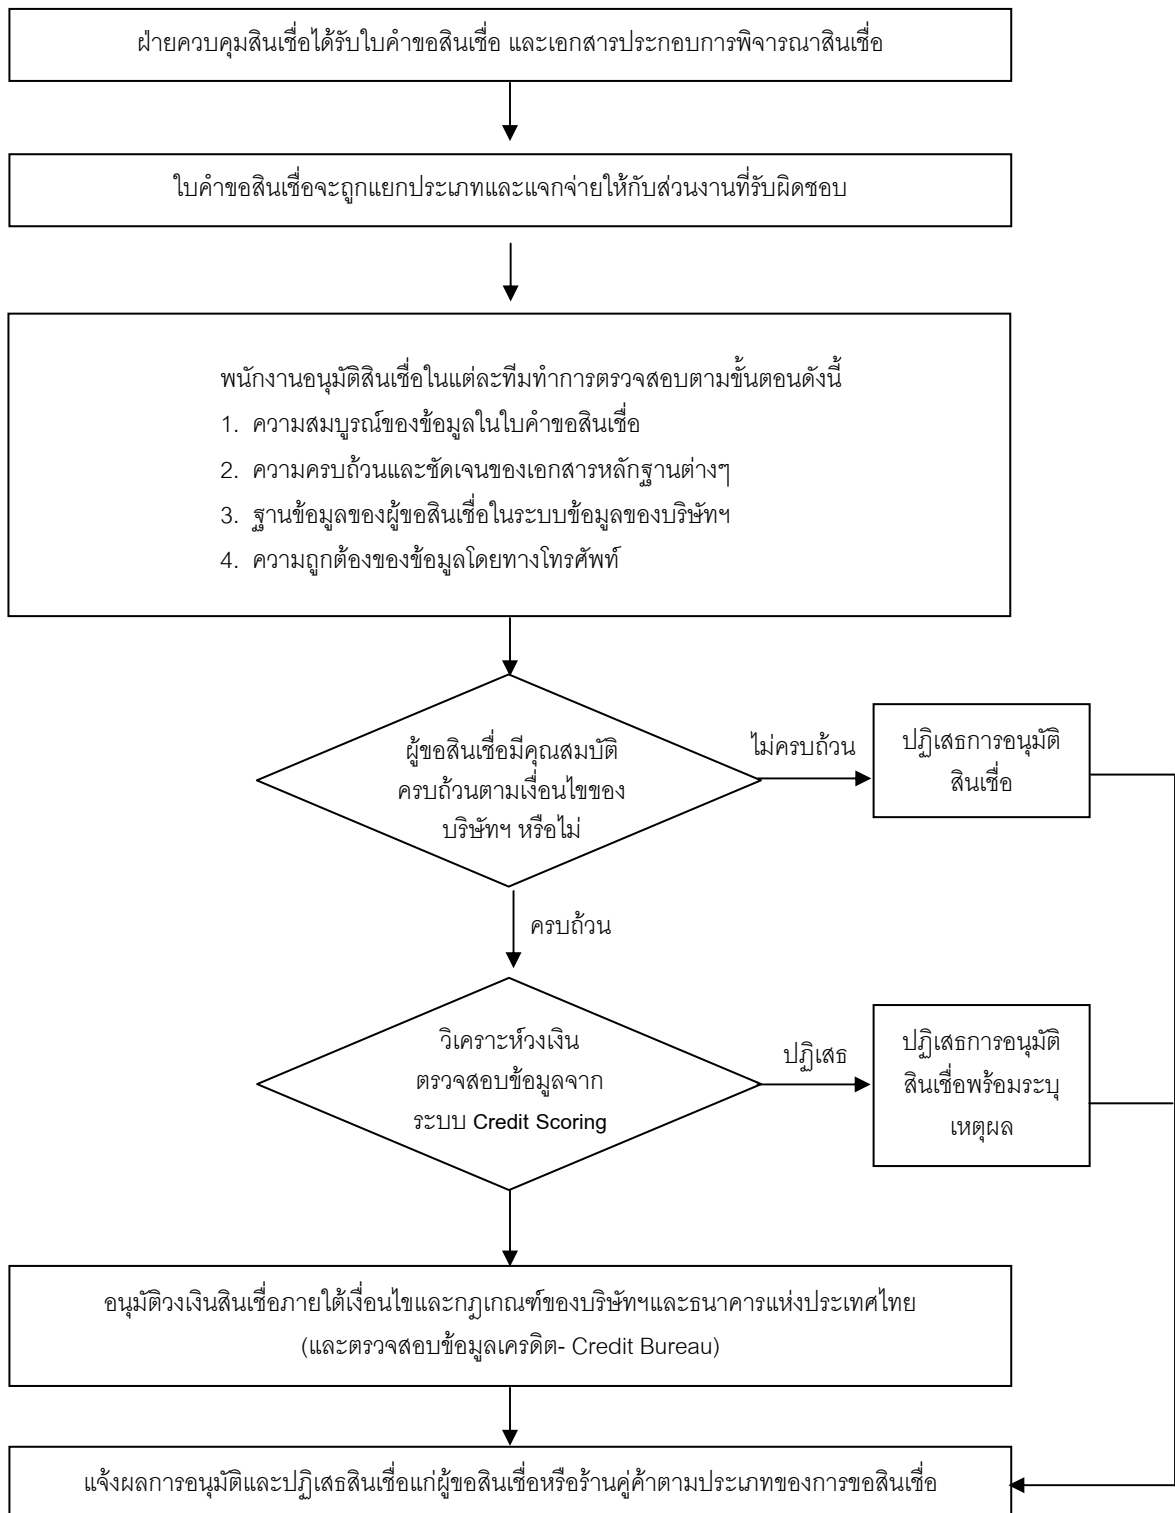 ฝ่ายควบคุมสินเชื่อได้รับใบคำขอสินเชื่อ และเอกสารประกอบการพิจารณาสินเชื่อ
ใบคำขอสินเชื่อจะถูกแยกประเภทและแจกจ่ายให้กับส่วนงานที่รับผิดชอบ
พนักงานอนุมัติสินเชื่อในแต่ละทีมทำการตรวจสอบตามขั้นตอนดังนี้
1. ความสมบูรณ์ของข้อมูลในใบคำขอสินเชื่อ
2. ความครบถ้วนและชัดเจนของเอกสารหลักฐานต่างๆ
3. ฐานข้อมูลของผู้ขอสินเชื่อในระบบข้อมูลของบริษัทฯ
4. ความถูกต้องของข้อมูลโดยทางโทรศัพท์
ผู้ขอสินเชื่อมีคุณสมบัติ
ครบถ้วนตามเงื่อนไขของ
บริษัทฯ หรือไม่
ไม่ครบถ้วน
ปฏิเสธการอนุมัติ
สินเชื่อ
ครบถ้วน
วิเคราะห์วงเงิน
ตรวจสอบข้อมูลจาก
ระบบ Credit Scoring
ปฏิเสธ
ปฏิเสธการอนุมัติ
สินเชื่อพร้อมระบุ
เหตุผล
อนุมัติวงเงินสินเชื่อภายใต้เงื่อนไขและกฎเกณฑ์ของบริษัทฯและธนาคารแห่งประเทศไทย
(และตรวจสอบข้อมูลเครดิต- Credit Bureau)
แจ้งผลการอนุมัติและปฏิเสธสินเชื่อแก่ผู้ขอสินเชื่อหรือร้านคู่ค้าตามประเภทของการขอสินเชื่อ